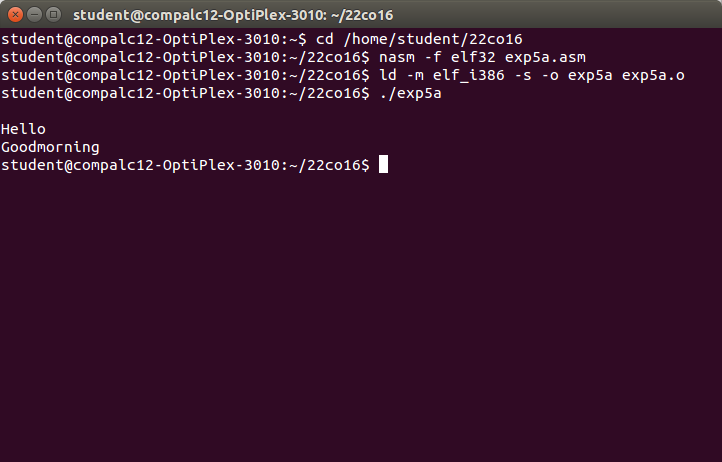 student@compalc12-OptiPlex-3010: ~/22co16
student@compalc12-OptiPlex-3010:~$ cd /home/student/22co16
student@compalc12-OptiPlex-3010:~/22co16$ nasm -f elf32 exp5a.asm
student@compalc12-OptiPlex-3010:~/22co16$ ld -m elf_i386 -s -o exp5a exp5a.o
student@compalc12-OptiPlex-3010:~/22co16$ ./exp5a
Hello
Goodmorning
student@compalc12-OptiPlex-3010:~/22co16$